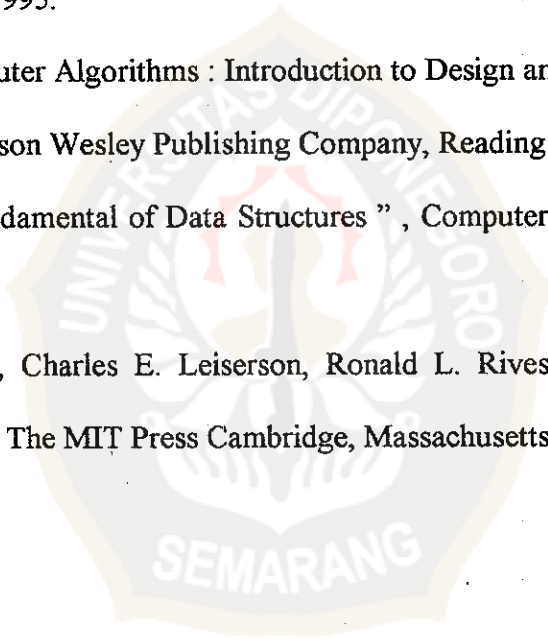 1995.
uter Algorithms : Introduction to Design an
son Wesley Publishing Company, Reading
damental of Data Structures ” , Computer
, Charles E. Leiserson, Ronald L. Rives
The MIT Press Cambridge, Massachusetts
UNIVERSITAS DIPONEGORO
SEMARANG